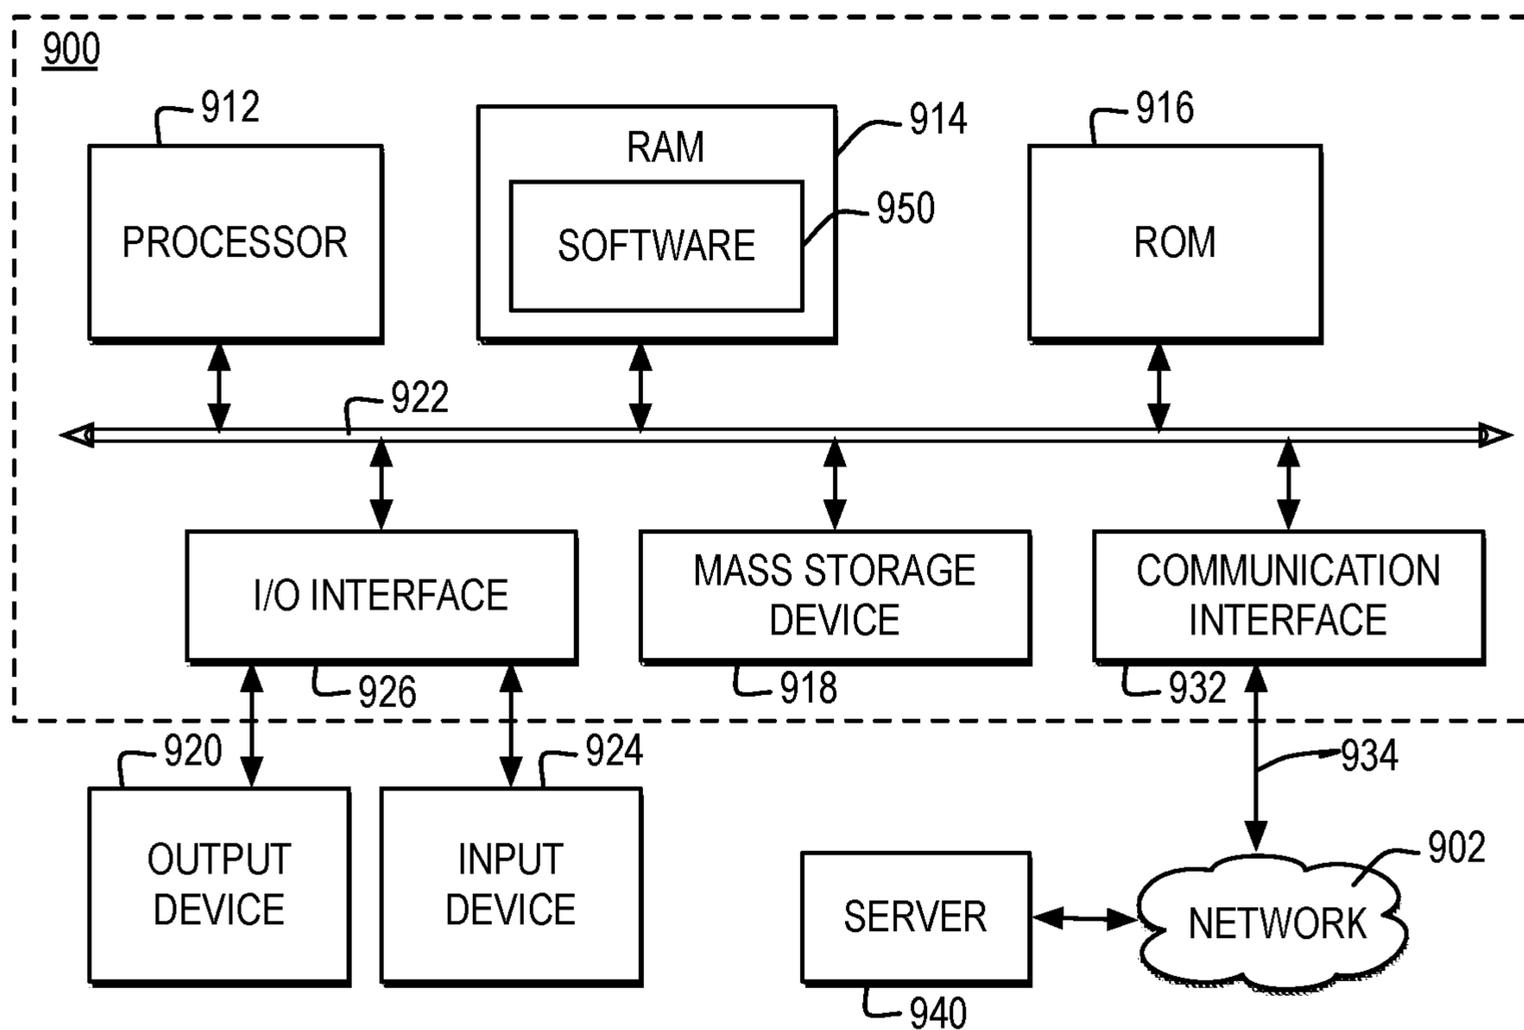 900
912
PROCESSOR
914
RAM
950
SOFTWARE
916
ROM
922
I/O INTERFACE
926
MASS STORAGE
DEVICE
918
COMMUNICATION
INTERFACE
932
920
OUTPUT
DEVICE
924
INPUT
DEVICE
934
SERVER
940
902
NETWORK